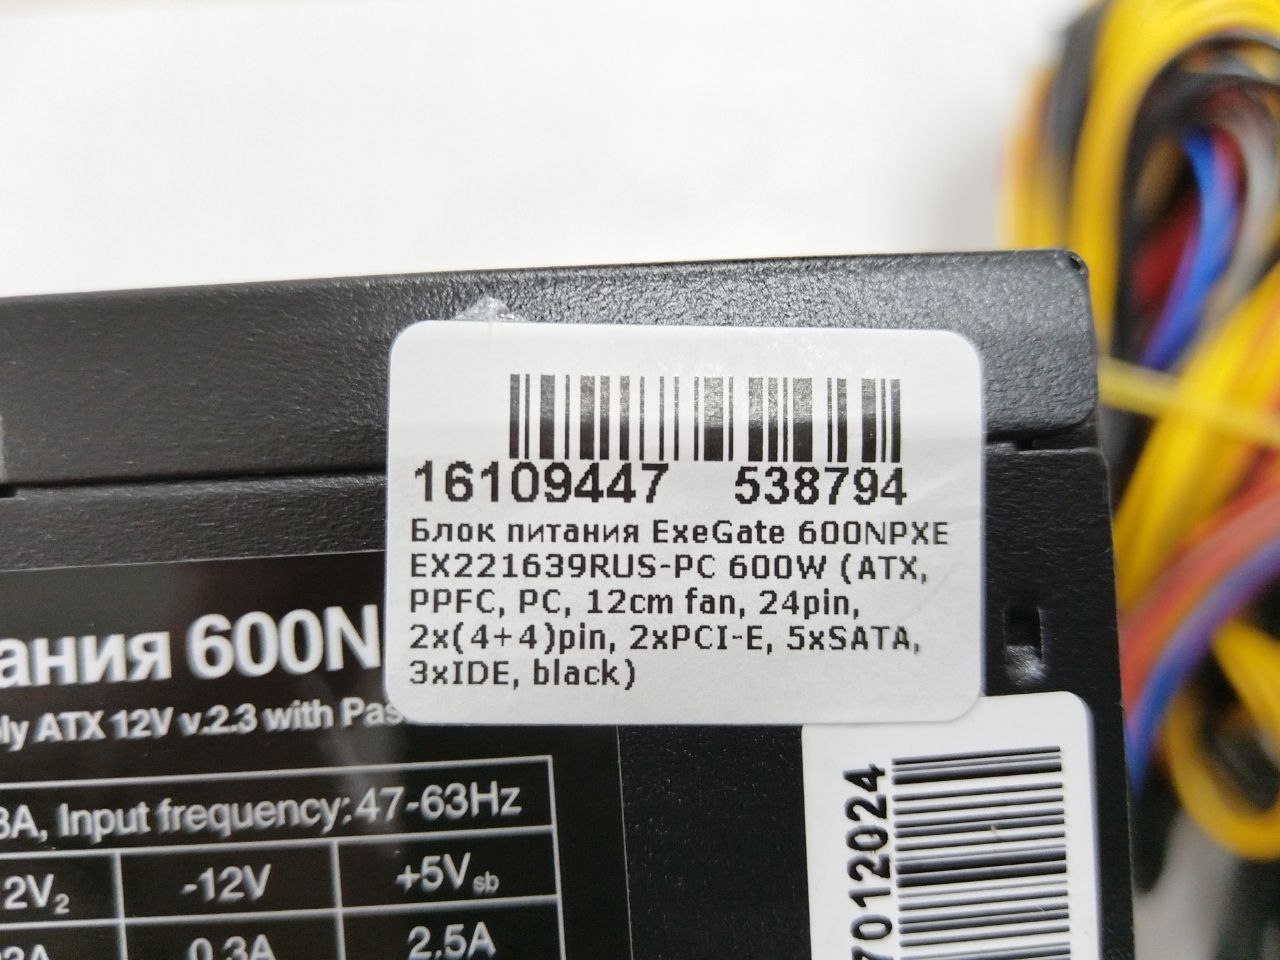 16109447 538794
Блок питания ExeGate 600NPXE
EX221639RUS-PC 600W (ATX,
PPFC, PC, 12cm fan, 24pin,
2x(4+4)pin, 2xPCI-E, 5xSATA,
3xIDE, black)
ания 600N
ly ATX 12V v.2.3 with Pas
3A, Input frequency: 47-63Hz
2V2 -12V +5Vsb
0.3A 2.5A
7012024